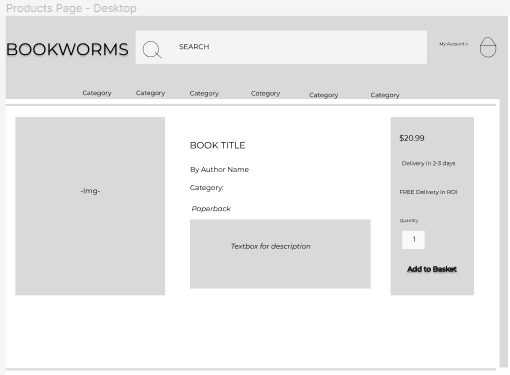 Products Page - Desktop
BOOKWORMS
SEARCH
My Account
Category Category Category Category Category Category
-Img-
BOOK TITLE
By Author Name
Category:
Paperback
Textbox for description
$20.99
Delivery in 2-3 days
FREE Delivery in ROI
Quantity
1
Add to Basket